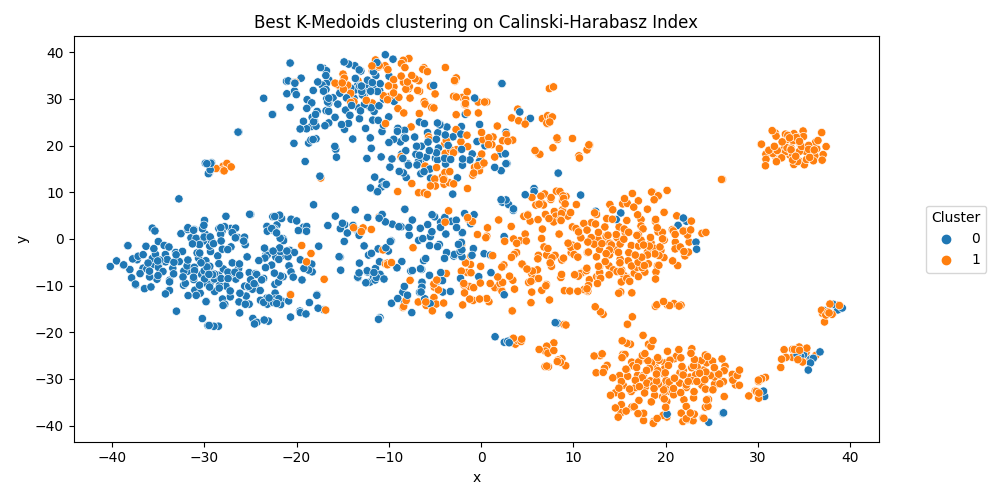 Best K-Medoids clustering on Calinski-Harabasz Index
40
30
20
10
0
−10
−20
−30
−40
y
−40 −30 −20 −10 0 10 20 30 40
x
Cluster
0
1